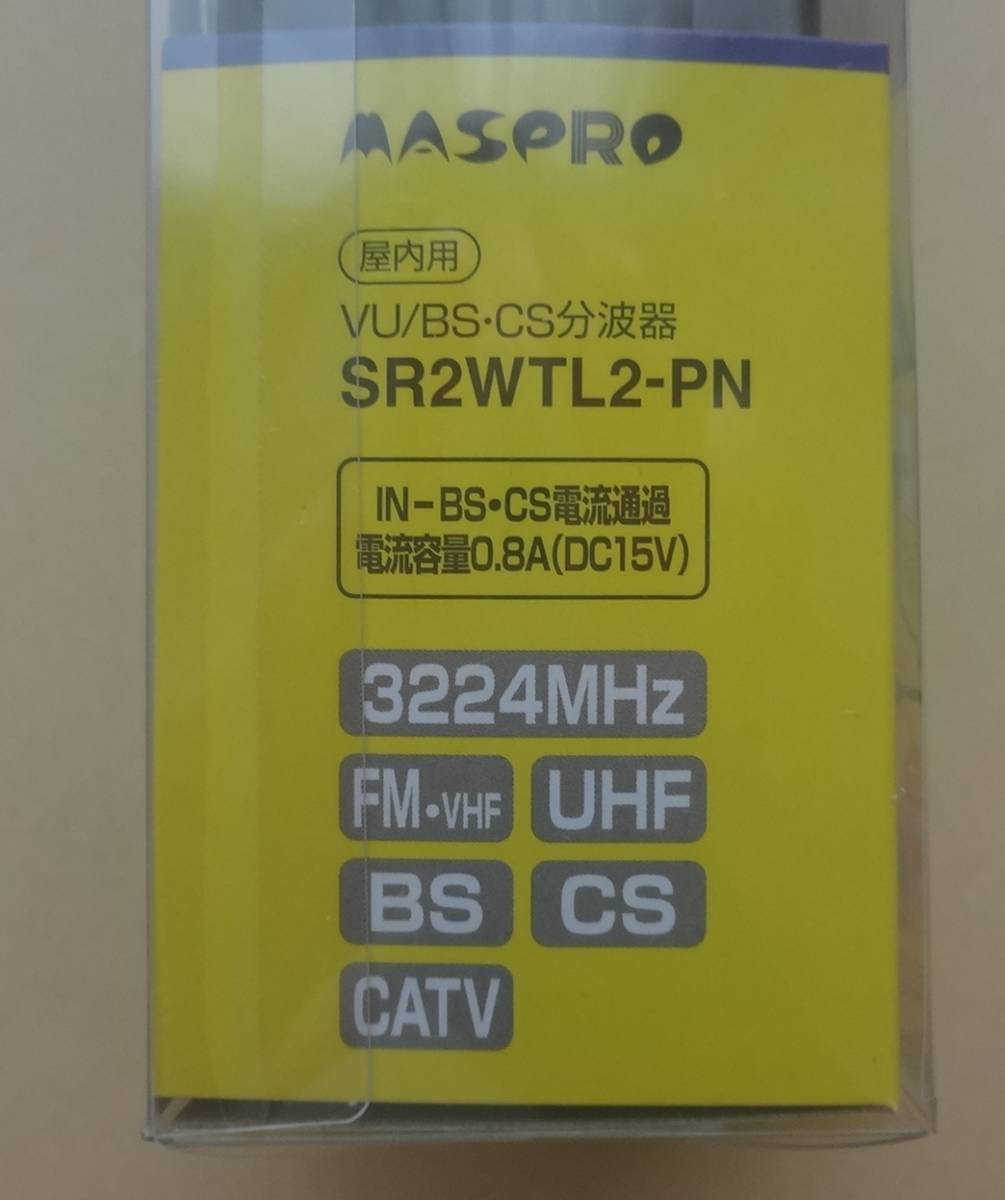 MASPRO
屋内用
VU/BS・CS分波器
SR2WTL2-PN
IN-BS・CS電流通過
電流容量0.8A(DC15V)
3224MHz
FM・VHF UHF
BS CS
CATV